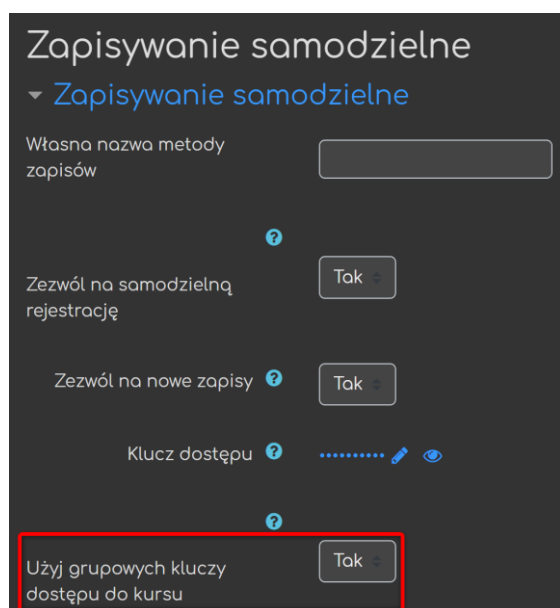 Zapisywanie samodzielne
Zapisywanie samodzielne
Własna nazwa metody
zapisów
Zezwól na samodzielną
rejestrację
Tak
Zezwól na nowe zapisy
Tak
Klucz dostępu
Użyj grupowych kluczy
dostępu do kursu
Tak